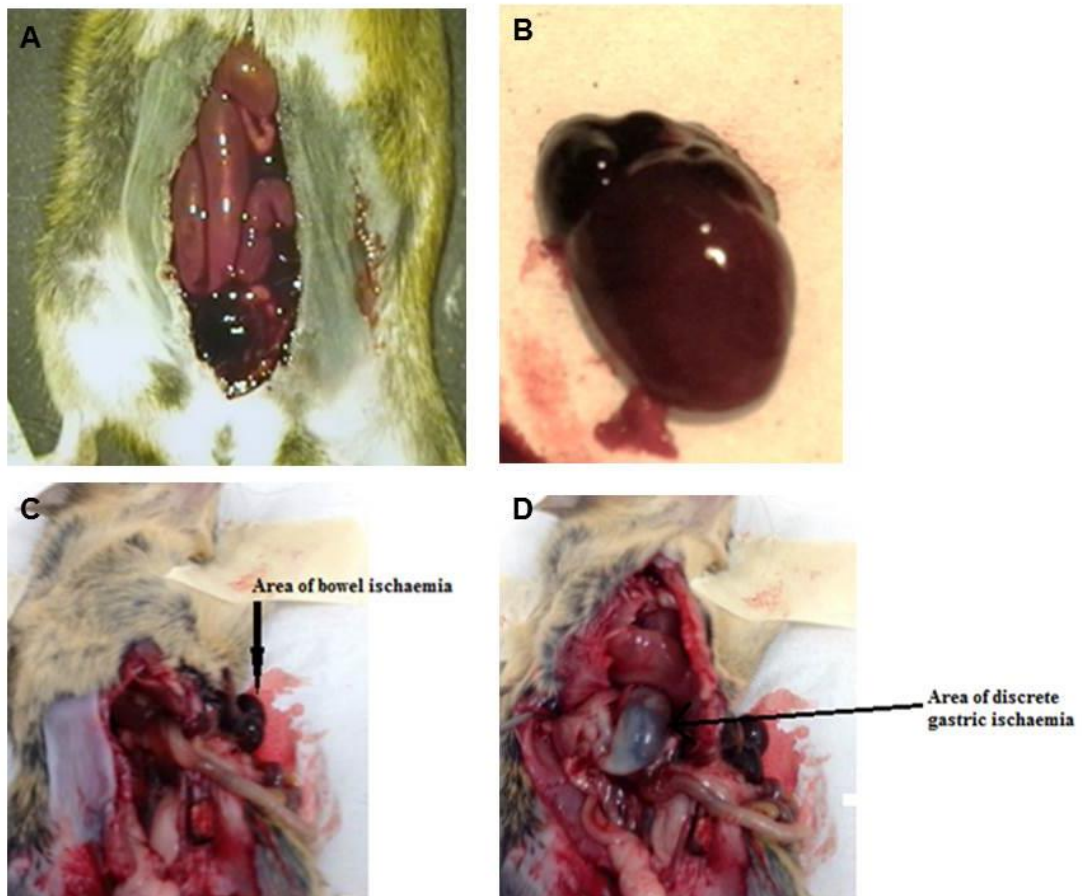 A
B
C
Area of bowel ischaemia
D
Area of discrete
gastric ischaemia